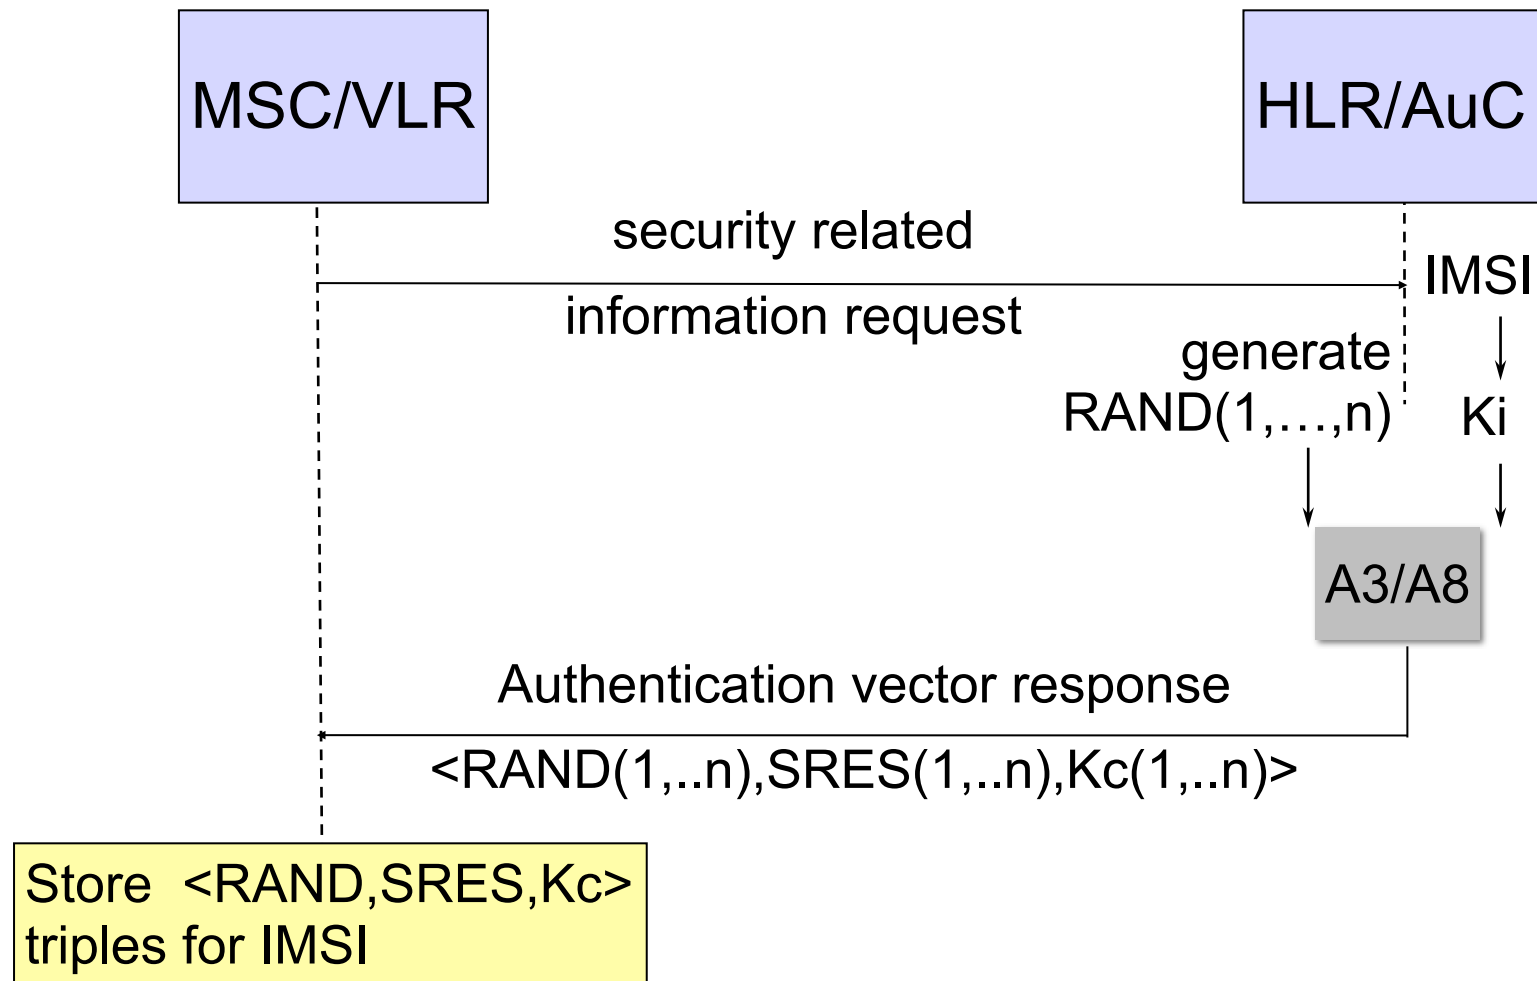 MSC/VLR
HLR/AuC
security related
information request
IMSI
generate
RAND(1,…,n)
Ki
A3/A8
Authentication vector response
<RAND(1,..n),SRES(1,..n),Kc(1,..n)>
Store  <RAND,SRES,Kc>
triples for IMSI